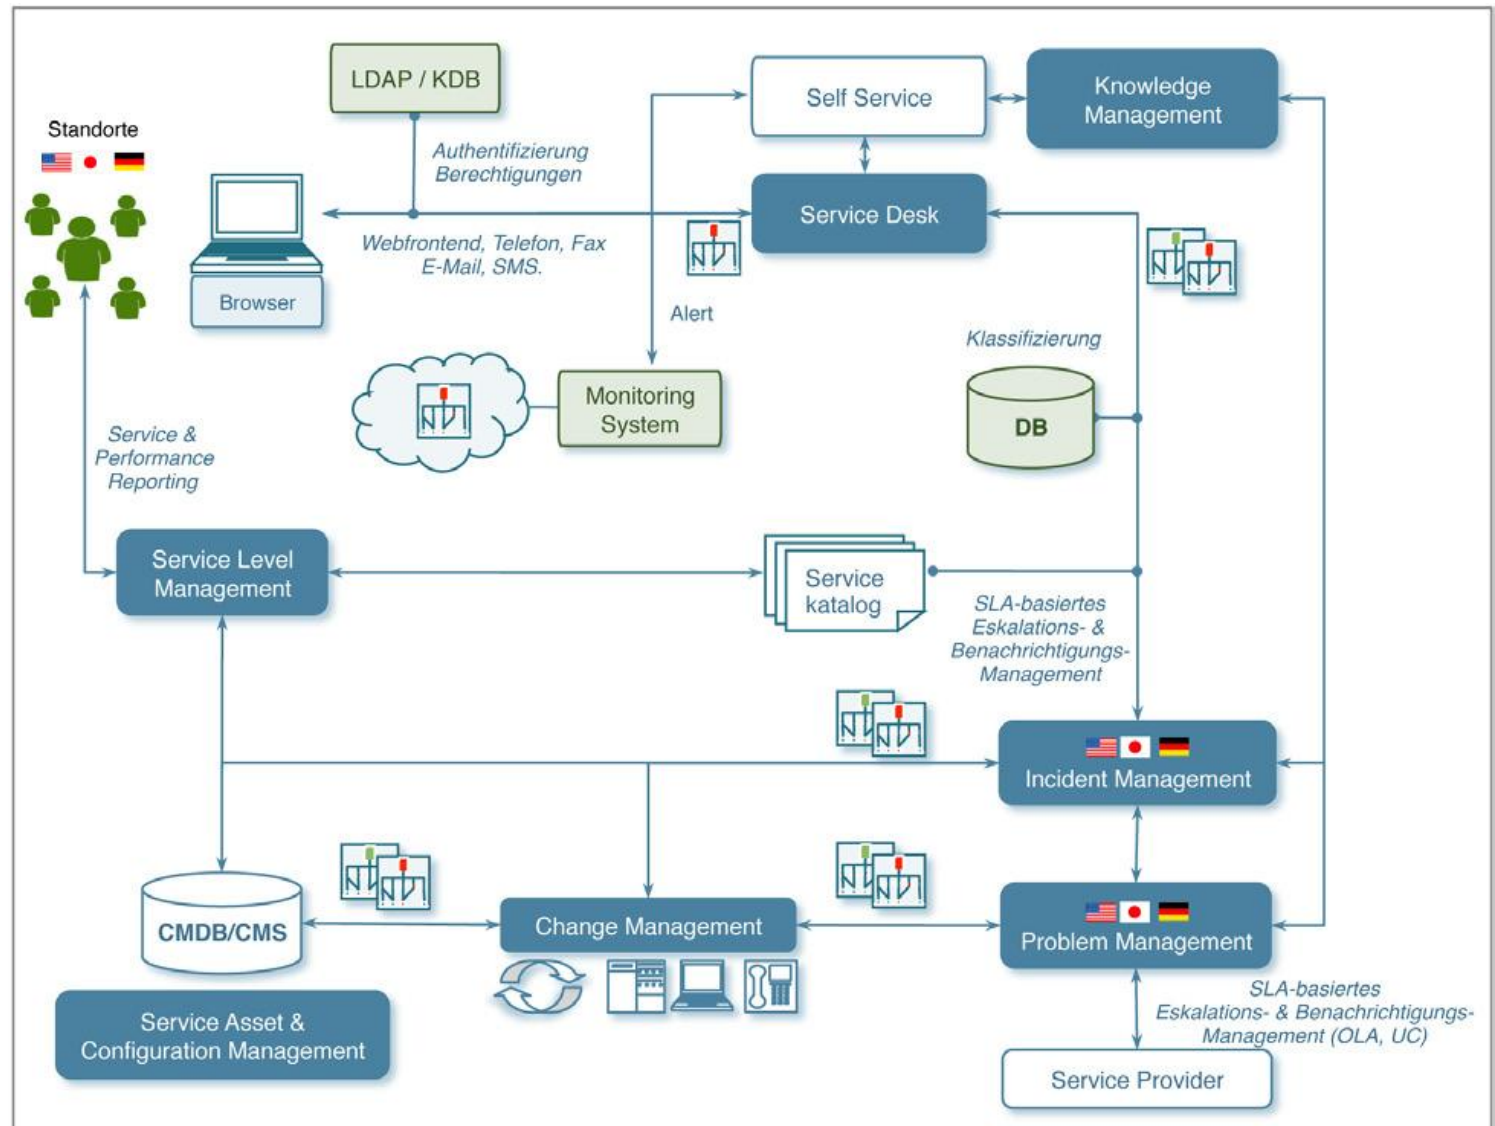 LDAP / KDB
Self Service
Knowledge
Management
Standorte
Authentifizierung
Berechtigungen
Service Desk
Webfrontend, Telefon, Fax
E-Mail, SMS.
Browser
Alert
Klassifizierung
Monitoring
System
DB
Service &
Performance
Reporting
Service Level
Management
Service
katalog
SLA-basiertes
Eskalations- &
Benachrichtigungs-
Management
Incident Management
CMDB/CMS
Change Management
Problem Management
Service Asset &
Configuration Management
SLA-basiertes
Eskalations- & Benachrichtigungs-
Management (OLA, UC)
Service Provider